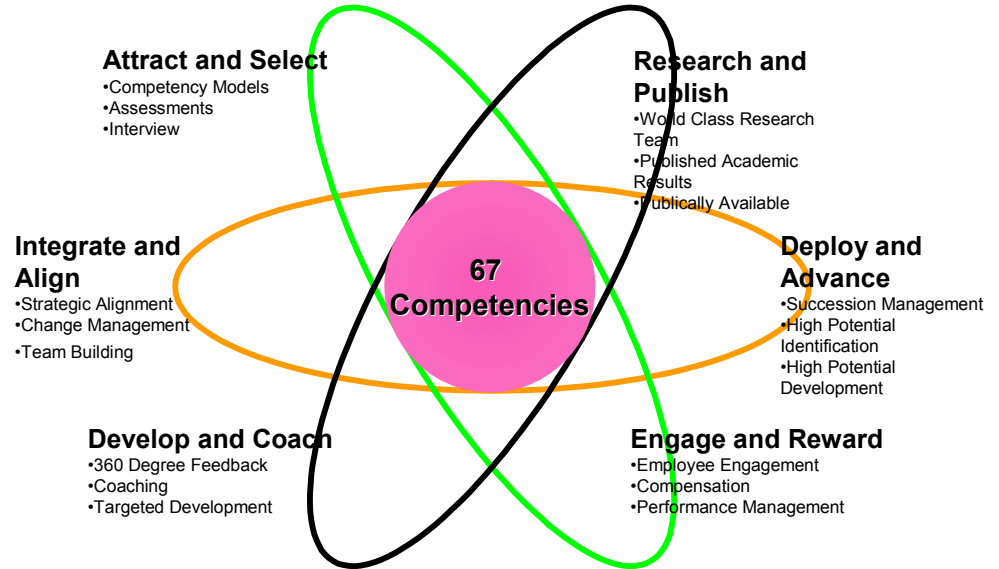 Attract and Select
•Competency Models
•Assessments
•Interview
Research and
Publish
•World Class Research
Team
•Published Academic
Results
•Publically Available
Integrate and
Align
•Strategic Alignment
•Change Management
•Team Building
67
Competencies
Deploy and
Advance
•Succession Management
•High Potential
Identification
•High Potential
Development
Develop and Coach
•360 Degree Feedback
•Coaching
•Targeted Development
Engage and Reward
•Employee Engagement
•Compensation
•Performance Management